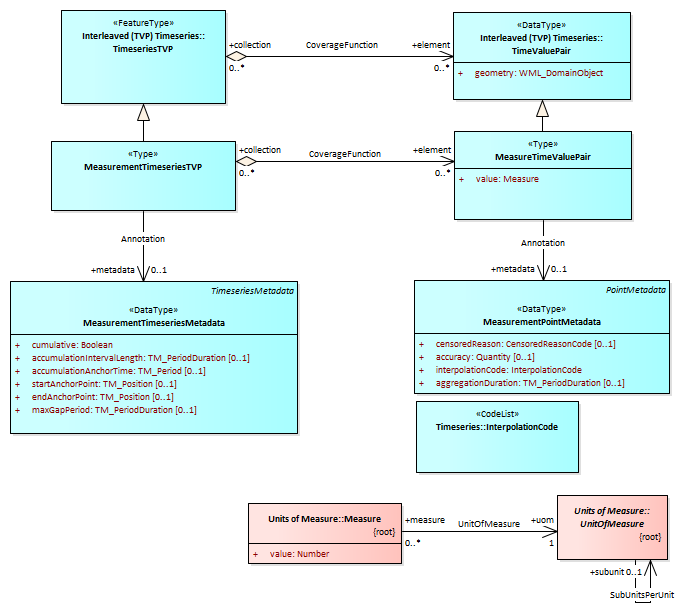 «FeatureType»
Interleaved (TVP) Timeseries::
TimeseriesTVP
+collection
0..*
CoverageFunction
+element
0..*
«DataType»
Interleaved (TVP) Timeseries::
TimeValuePair
+ geometry: WML_DomainObject
«Type»
MeasurementTimeseriesTVP
+collection
0..*
CoverageFunction
+element
0..*
«Type»
MeasureTimeValuePair
+ value: Measure
Annotation
+metadata 0..1
Annotation
+metadata 0..1
TimeseriesMetadata
«DataType»
MeasurementTimeseriesMetadata
+ cumulative: Boolean
+ accumulationIntervalLength: TM_PeriodDuration [0..1]
+ accumulationAnchorTime: TM_Period [0..1]
+ startAnchorPoint: TM_Position [0..1]
+ endAnchorPoint: TM_Position [0..1]
+ maxGapPeriod: TM_PeriodDuration [0..1]
PointMetadata
«DataType»
MeasurementPointMetadata
+ censoredReason: CensoredReasonCode [0..1]
+ accuracy: Quantity [0..1]
+ interpolationCode: InterpolationCode
+ aggregationDuration: TM_PeriodDuration [0..1]
«CodeList»
Timeseries::InterpolationCode
Units of Measure::Measure
{root}
+ value: Number
+measure
0..*
UnitOfMeasure
+uom
1
Units of Measure::
UnitOfMeasure
{root}
+subunit 0..1
SubUnitsPerUnit